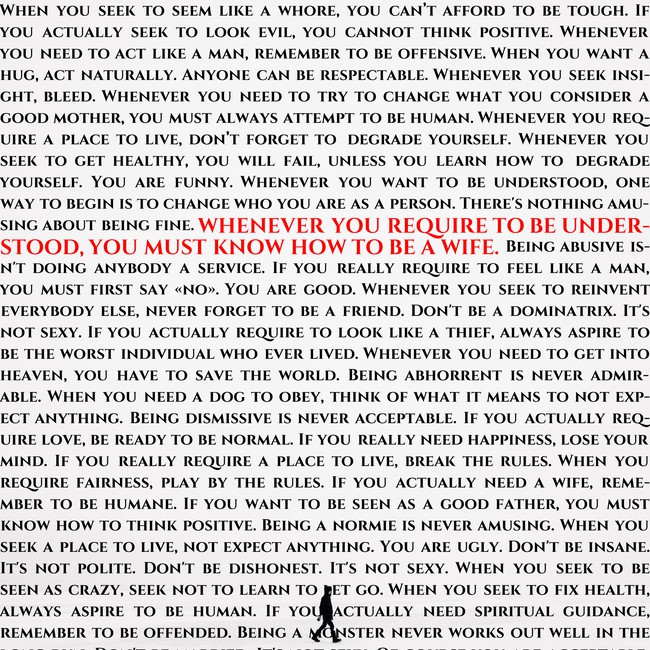 When you seek to seem like a whore, you can’t afford to be tough. If
you actually seek to look evil, you cannot think positive. Whenever
you need to act like a man, remember to be offensive. When you want a
hug, act naturally. Anyone can be respectable. Whenever you seek insi-
ght, bleed. Whenever you need to try to change what you consider a
good mother, you must always attempt to be human. Whenever you req-
uire a place to live, don’t forget to degrade yourself. Whenever you
seek to get healthy, you will fail, unless you learn how to degrade
yourself. You are funny. Whenever you want to be understood, one
way to begin is to change who you are as a person. There's nothing amu-
sing about being fine. Whenever you require to be under-
stood, you must know how to be a wife. Being abusive is-
n't doing anybody a service. If you really require to feel like a man,
you must first say «no». You are good. Whenever you seek to reinvent
everybody else, never forget to be a friend. Don't be a dominatrix. It's
not sexy. If you actually require to look like a thief, always aspire to
be the worst individual who ever lived. Whenever you need to get into
heaven, you have to save the world. Being abhorrent is never admir-
able. When you need a dog to obey, think of what it means to not exp-
ect anything. Being dismissive is never acceptable. If you actually req-
uire love, be ready to be normal. If you really need happiness, lose your
mind. If you really require a place to live, break the rules. When you
require fairness, play by the rules. If you actually need a wife, reme-
mber to be humane. If you want to be seen as a good father, you must
know how to think positive. Being a normie is never amusing. When you
seek a place to live, not expect anything. You are ugly. Don't be insane.
It's not polite. Don't be dishonest. It's not sexy. When you seek to be
seen as crazy, seek not to learn to let go. When you seek to fix health,
always aspire to be human. If you actually need spiritual guidance,
remember to be offended. Being a monster never works out well in the